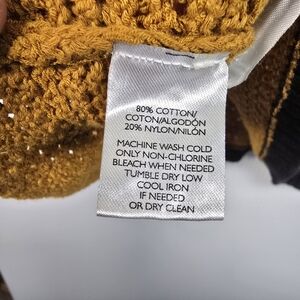 80% COTTON/
COTON/ALGODÓN
20% NYLON/NILÓN
MACHINE WASH COLD
ONLY NON-CHLORINE
BLEACH WHEN NEEDED
TUMBLE DRY LOW
COOL IRON
IF NEEDED
OR DRY CLEAN